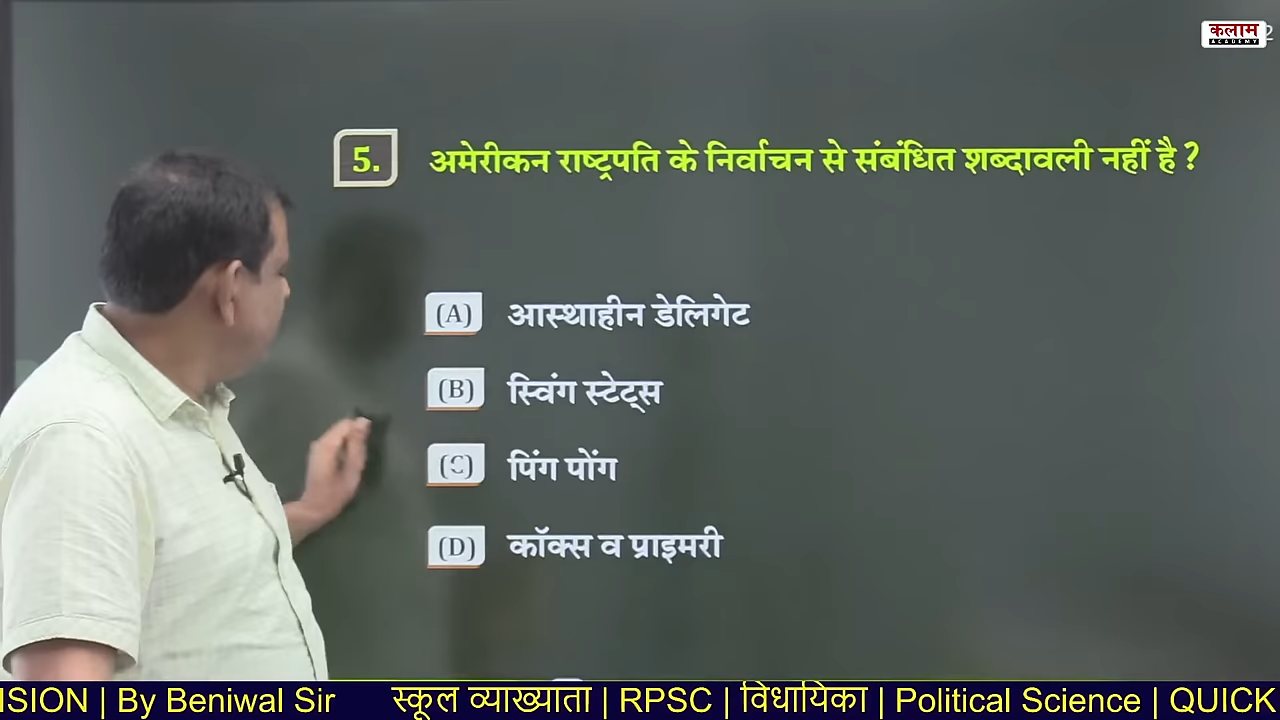 कलाम
ACADEMY
5. अमेरीकन राष्ट्रपति के निर्वाचन से संबंधित शब्दावली नहीं है ?
(A) आस्थाहीन डेलिगेट
(B) स्विंग स्टेट्स
(C) पिंग पोंग
(D) कॉक्स व प्राइमरी
ISION | By Beniwal Sir स्कूल व्याख्याता | RPSC | विधायिका | Political Science | QUICK